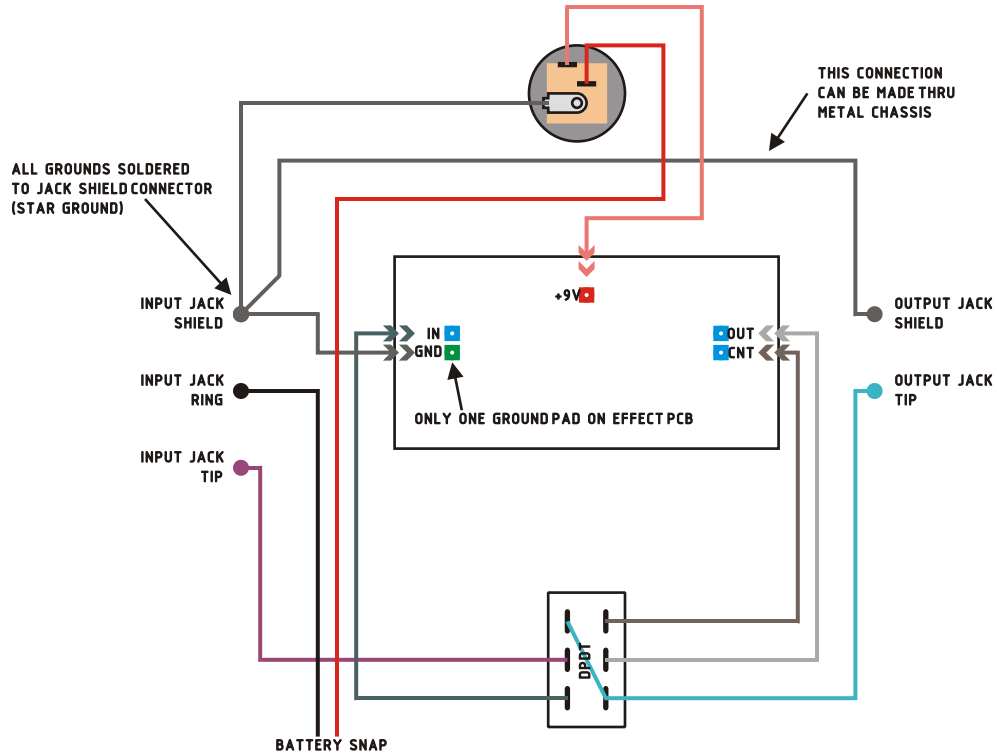 THIS CONNECTION
CAN BE MADE THRU
METAL CHASSIS
ALL GROUNDS SOLDERED
TO JACK SHIELD CONNECTOR
(STAR GROUND)
+9V
INPUT JACK
SHIELD
OUTPUT JACK
SHIELD
IN
OUT
GND
CNT
INPUT JACK
RING
OUTPUT JACK
TIP
ONLY ONE GROUND PAD ON EFFECT PCB
INPUT JACK
TIP
DPDT
BATTERY SNAP